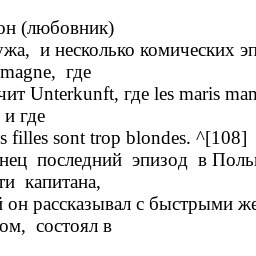 он (любовник)
ужа, и несколько комических эп
magne, где
чит Unterkunft, где les maris man
и где
s filles sont trop blondes. ^[108]
нец последний эпизод в Поль
ти капитана,
й он рассказывал с быстрыми же
ом, состоял в